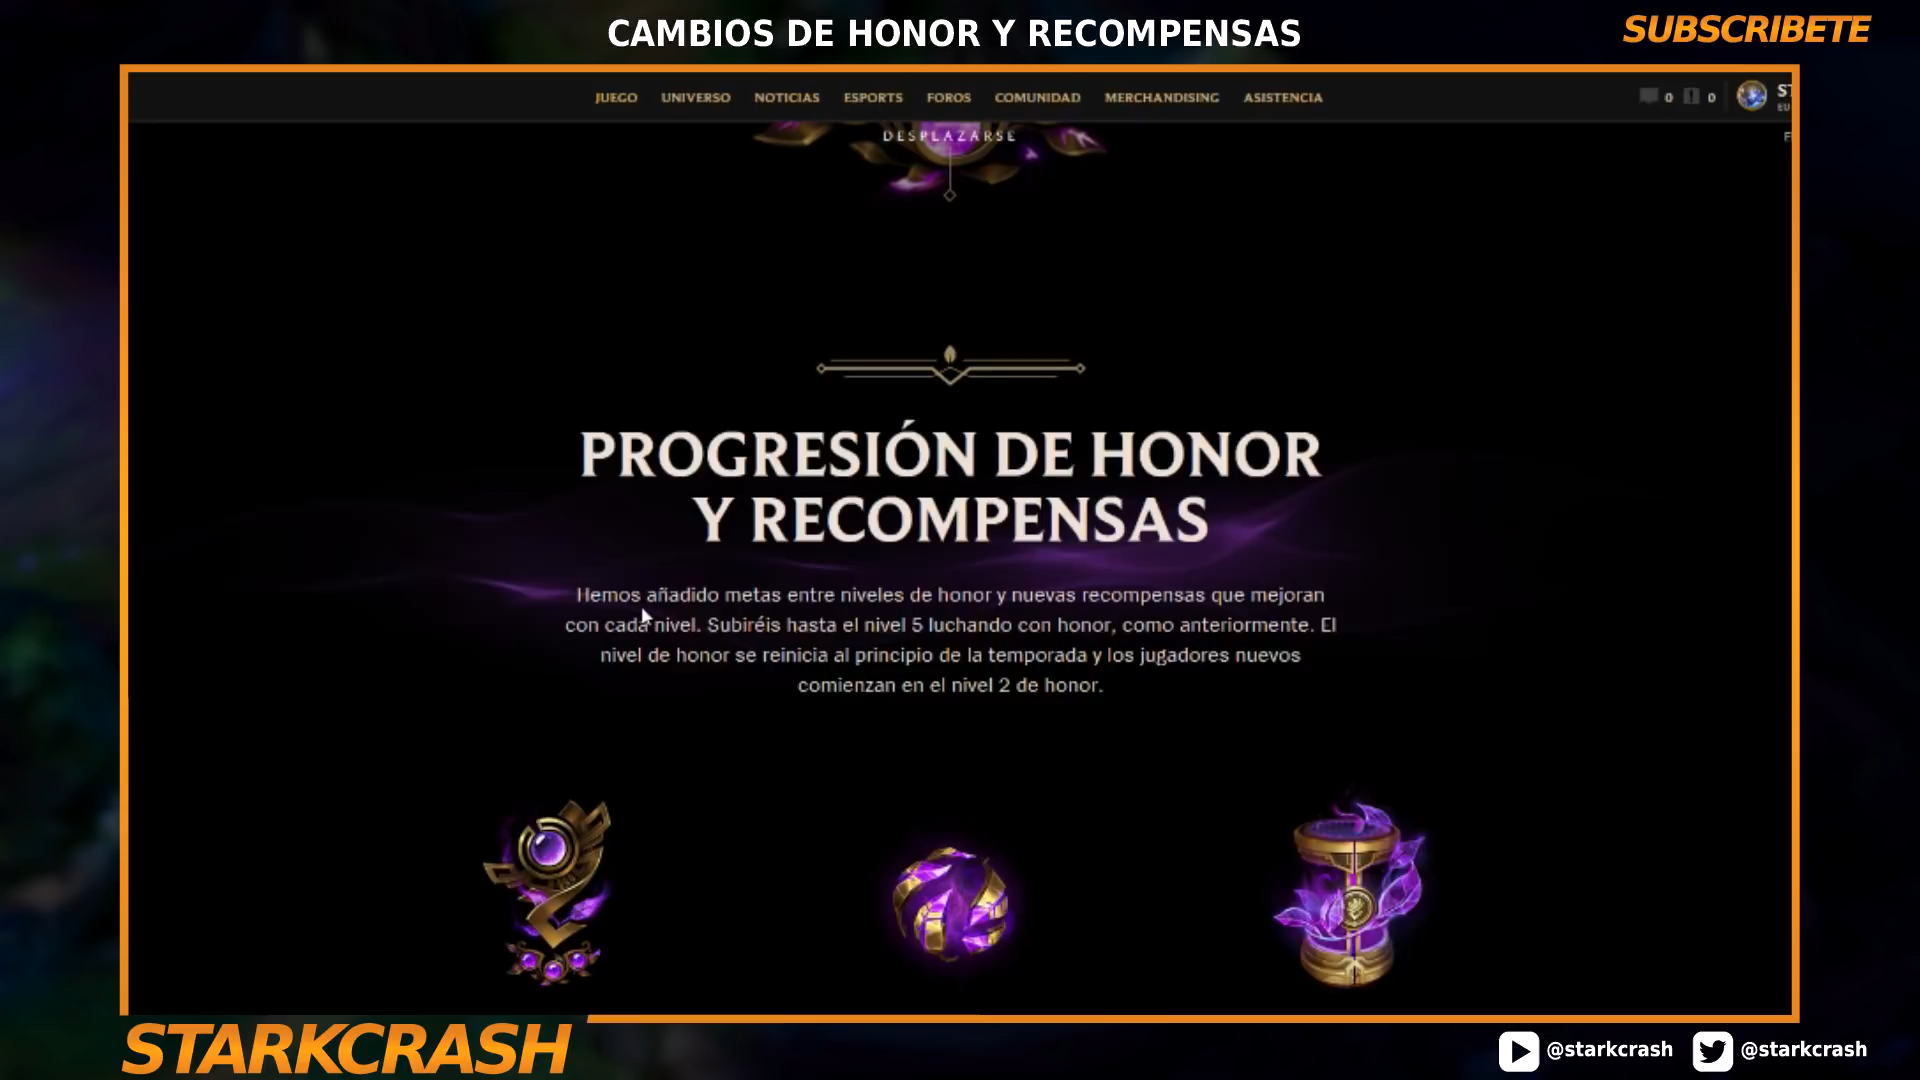 CAMBIOS DE HONOR Y RECOMPENSAS
SUBSCRIBETE
JUEGO UNIVERSO NOTICIAS ESPORTS FOROS COMUNIDAD MERCHANDISING ASISTENCIA
0 0
DESPLAZARSE
PROGRESIÓN DE HONOR
Y RECOMPENSAS
Hemos añadido metas entre niveles de honor y nuevas recompensas que mejoran
con cada nivel. Subiréis hasta el nivel 5 luchando con honor, como anteriormente. El
nivel de honor se reinicia al principio de la temporada y los jugadores nuevos
comienzan en el nivel 2 de honor.
STARKCRASH
@starkcrash @starkcrash